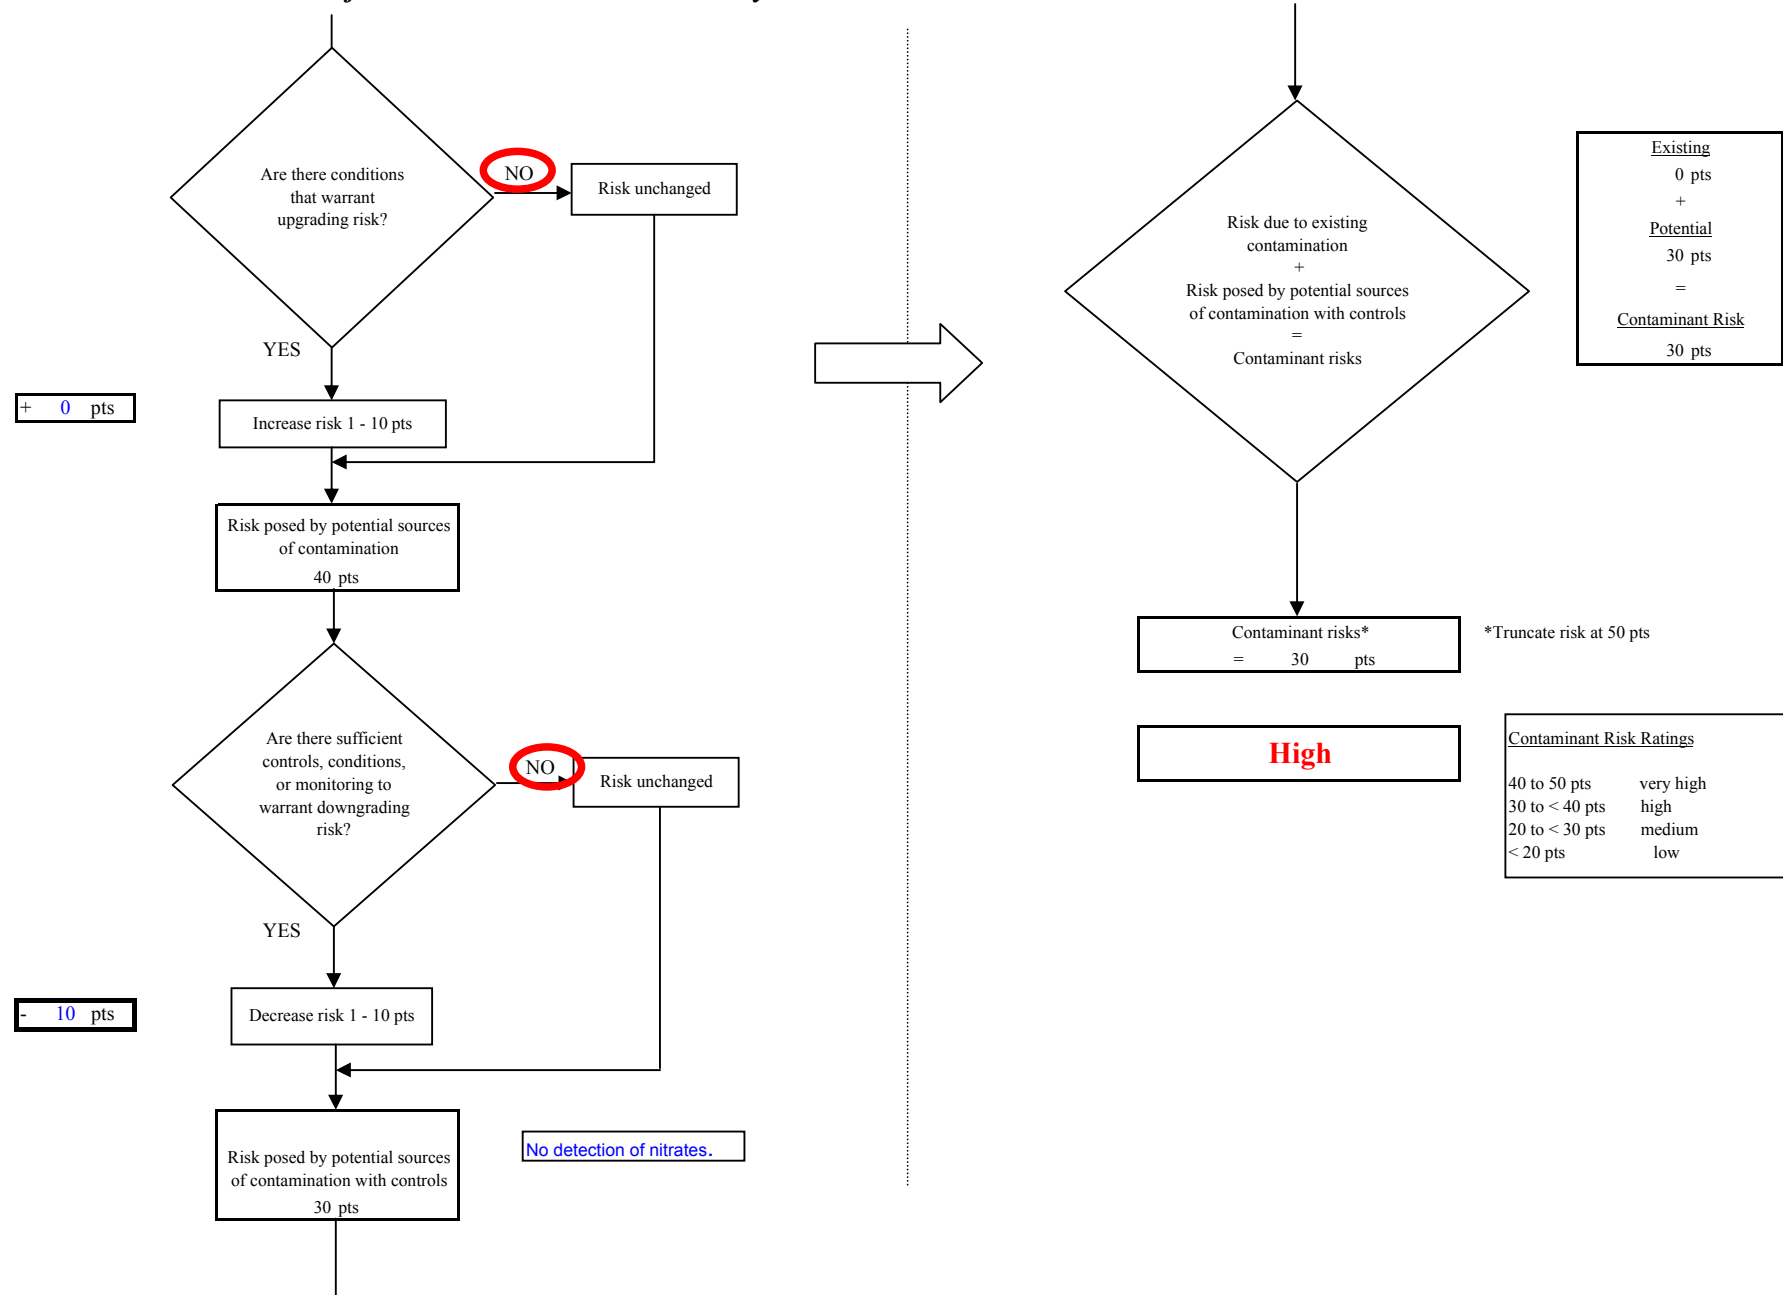 Are there conditions
that warrant
upgrading risk?
NO
Risk unchanged
YES
+ 0 pts
Increase risk 1 - 10 pts
Risk posed by potential sources
of contamination
40 pts
Are there sufficient
controls, conditions,
or monitoring to
warrant downgrading
risk?
NO
Risk unchanged
YES
- 10 pts
Decrease risk 1 - 10 pts
Risk posed by potential sources
of contamination with controls
30 pts
No detection of nitrates.
Risk due to existing
contamination
+
Risk posed by potential sources
of contamination with controls
=
Contaminant risks
Existing
0 pts
+
Potential
30 pts
=
Contaminant Risk
30 pts
Contaminant risks*
= 30 pts
*Truncate risk at 50 pts
High
Contaminant Risk Ratings
40 to 50 pts very high
30 to < 40 pts high
20 to < 30 pts medium
< 20 pts low